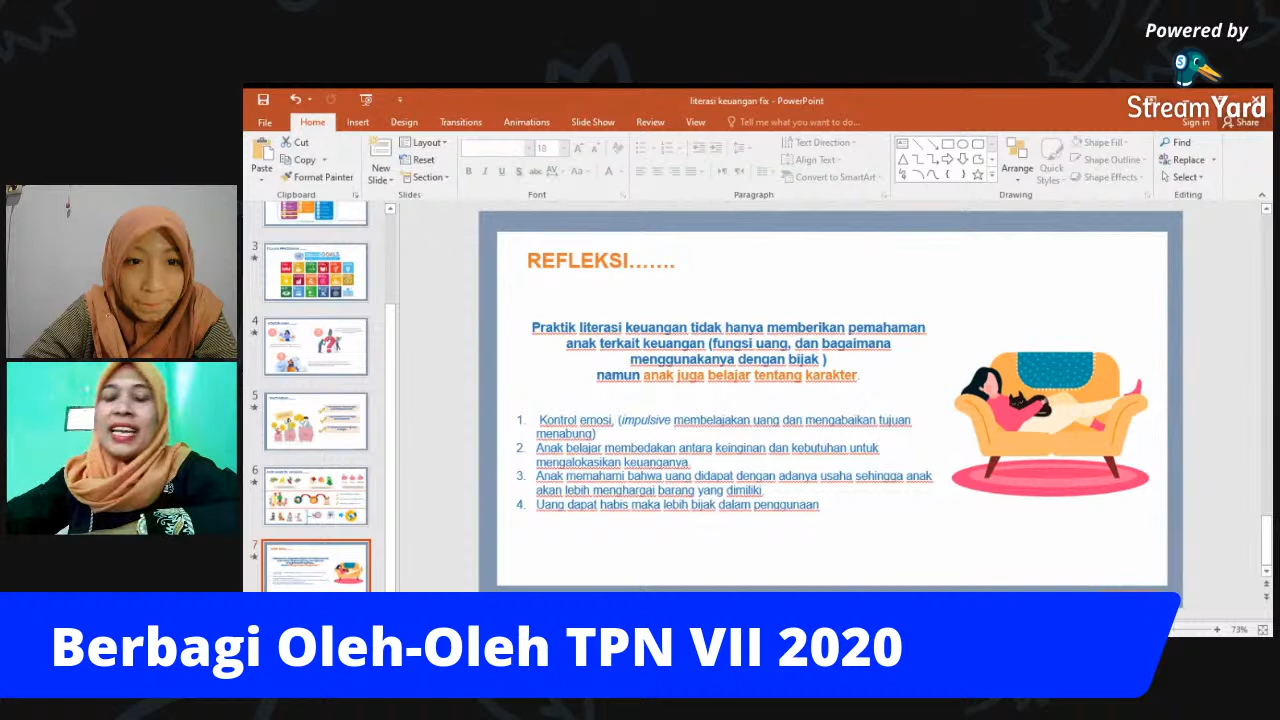 Powered by
StreamYard
literasi keuangan fix - PowerPoint
File Home Insert Design Transitions Animations Slide Show Review View Tell me what you want to do... Sign in Share
Paste
Cut
Copy
Format Painter
Clipboard
New
Slide
Layout
Reset
Section
Slides
18
Font
Text Direction
Align Text
Convert to SmartArt
Paragraph
Arrange
Quick
Styles
Shape Fill
Shape Outline
Shape Effects
Drawing
Find
Replace
Select
Editing
3
4
5
6
7
REFLEKSI.......
Praktik literasi keuangan tidak hanya memberikan pemahaman
anak terkait keuangan (fungsi uang, dan bagaimana
menggunakanya dengan bijak )
namun anak juga belajar tentang karakter.
1. Kontrol emosi, (impulsive membelajakan uang dan mengabaikan tujuan
menabung)
2. Anak belajar membedakan antara keinginan dan kebutuhan untuk
mengalokasikan keuanganya.
3. Anak memahami bahwa uang didapat dengan adanya usaha sehingga anak
akan lebih menghargai barang yang dimiliki
4. Uang dapat habis maka lebih bijak dalam penggunaan
73%
Berbagi Oleh-Oleh TPN VII 2020